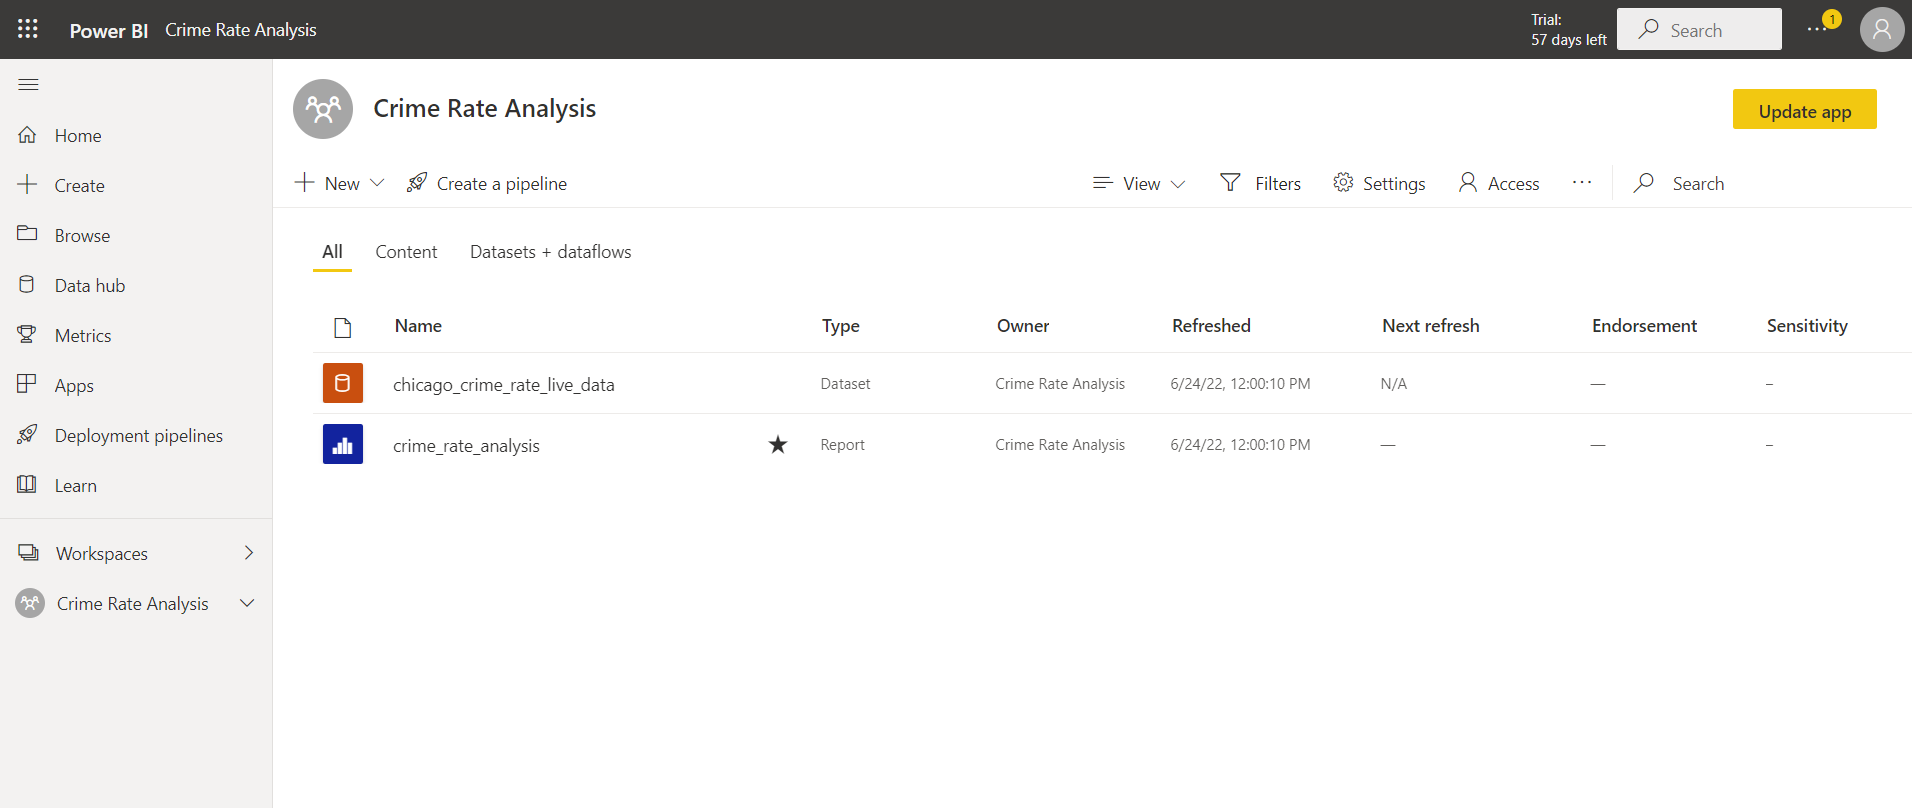 Power BI Crime Rate Analysis
Trial:
57 days left
Search
1
Home
Create
Browse
Data hub
Metrics
Apps
Deployment pipelines
Learn
Workspaces
Crime Rate Analysis
Crime Rate Analysis
Update app
New Create a pipeline View Filters Settings Access ... Search
All Content Datasets + dataflows
Name Type Owner Refreshed Next refresh Endorsement Sensitivity
chicago_crime_rate_live_data Dataset Crime Rate Analysis 6/24/22, 12:00:10 PM N/A — –
crime_rate_analysis Report Crime Rate Analysis 6/24/22, 12:00:10 PM — — –